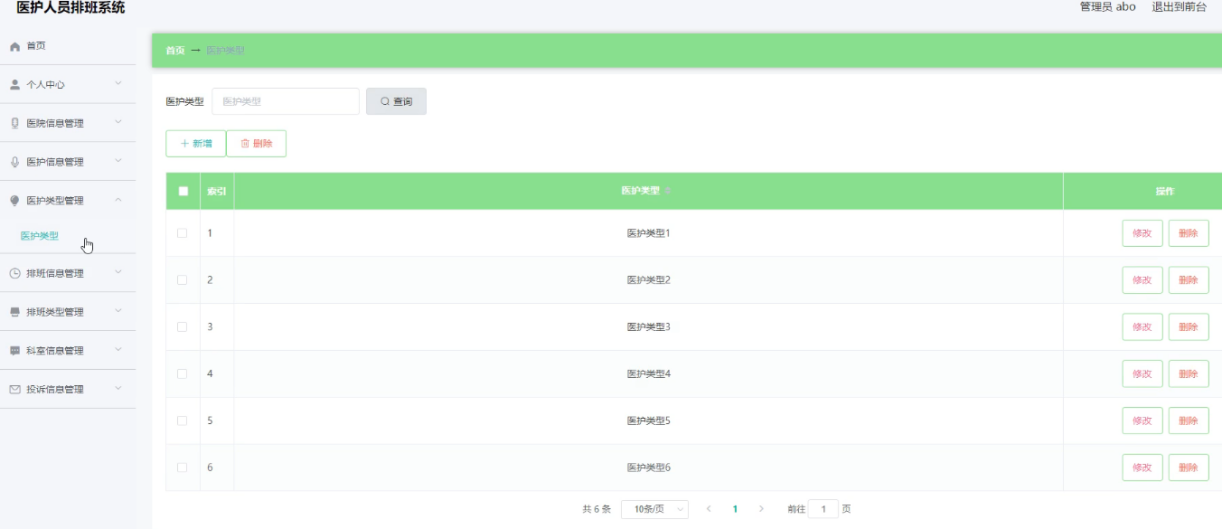 医护人员排班系统
管理员 abo 退出到前台
首页
个人中心
医院信息管理
医护信息管理
医护类型管理
医护类型
排班信息管理
排班类型管理
科室信息管理
投诉信息管理
首页 → 医护类型
医护类型 医护类型 查询
+ 新增 删除
索引 医护类型 操作
1 医护类型1 修改 删除
2 医护类型2 修改 删除
3 医护类型3 修改 删除
4 医护类型4 修改 删除
5 医护类型5 修改 删除
6 医护类型6 修改 删除
共 6 条 10条/页 < 1 > 前往 1 页